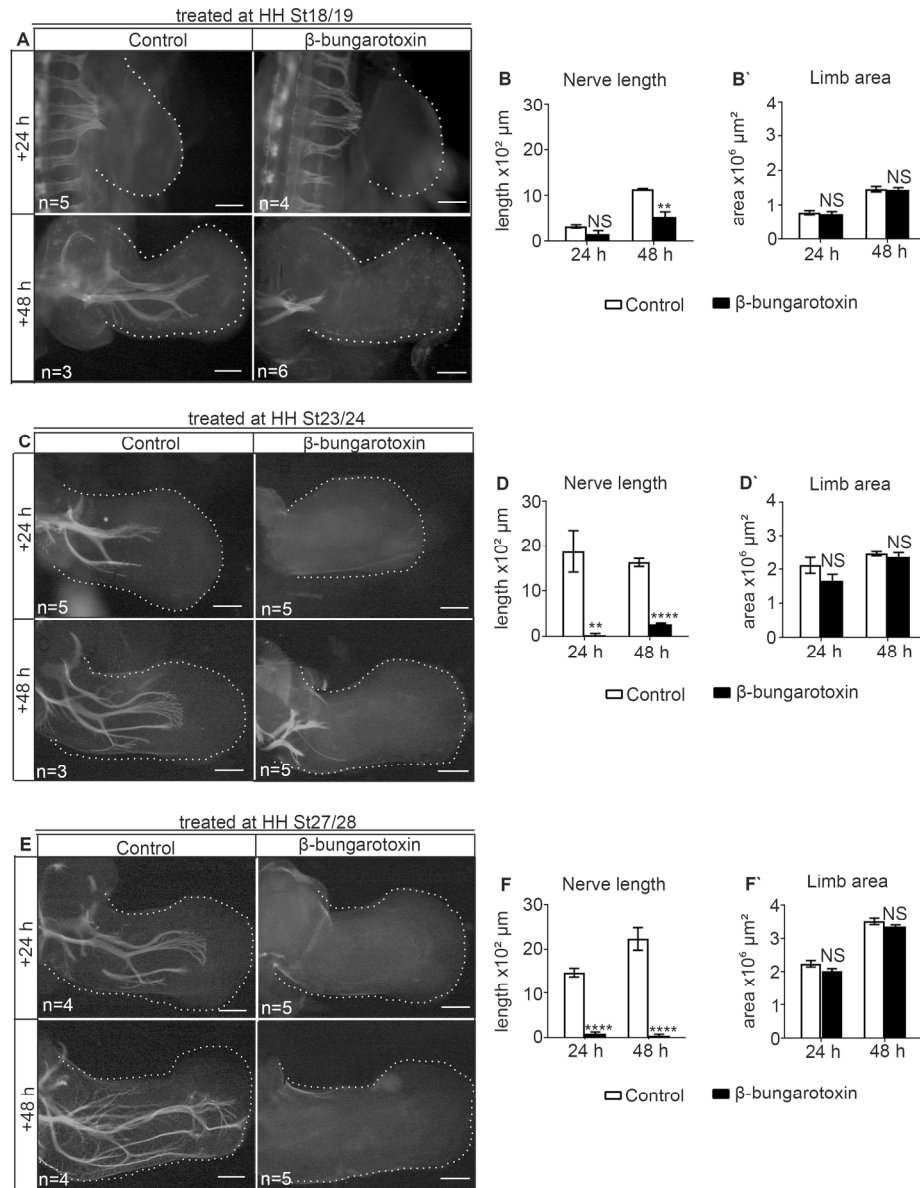 treated at HH St18/19
A
Control
β-bungarotoxin
+24 h
n=5
n=4
+48 h
n=3
n=6
B
Nerve length
length x10² µm
30
20
10
0
NS
**
24 h
48 h
B`
Limb area
area x10⁶ µm²
4
3
2
1
0
NS
NS
24 h
48 h
Control
β-bungarotoxin
treated at HH St23/24
C
Control
β-bungarotoxin
+24 h
n=5
n=5
+48 h
n=3
n=5
D
Nerve length
length x10² µm
30
20
10
0
**
****
24 h
48 h
D`
Limb area
area x10⁶ µm²
4
3
2
1
0
NS
NS
24 h
48 h
Control
β-bungarotoxin
treated at HH St27/28
E
Control
β-bungarotoxin
+24 h
n=4
n=5
+48 h
n=4
n=5
F
Nerve length
length x10² µm
30
20
10
0
****
****
24 h
48 h
F`
Limb area
area x10⁶ µm²
4
3
2
1
0
NS
NS
24 h
48 h
Control
β-bungarotoxin